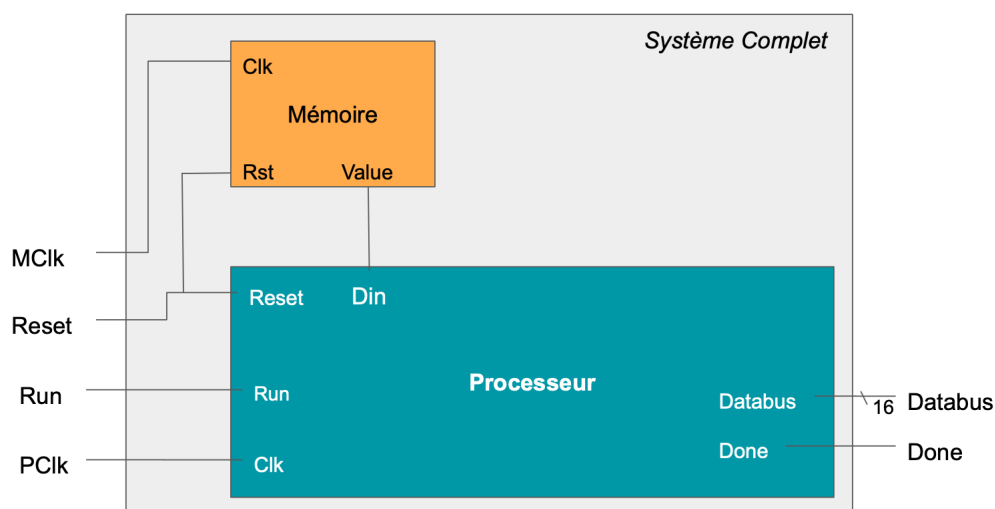 Système Complet
Clk
Mémoire
Rst
Value
MClk
Reset
Run
PClk
Reset
Din
Run
Clk
Processeur
Databus
Done
16
Databus
Done